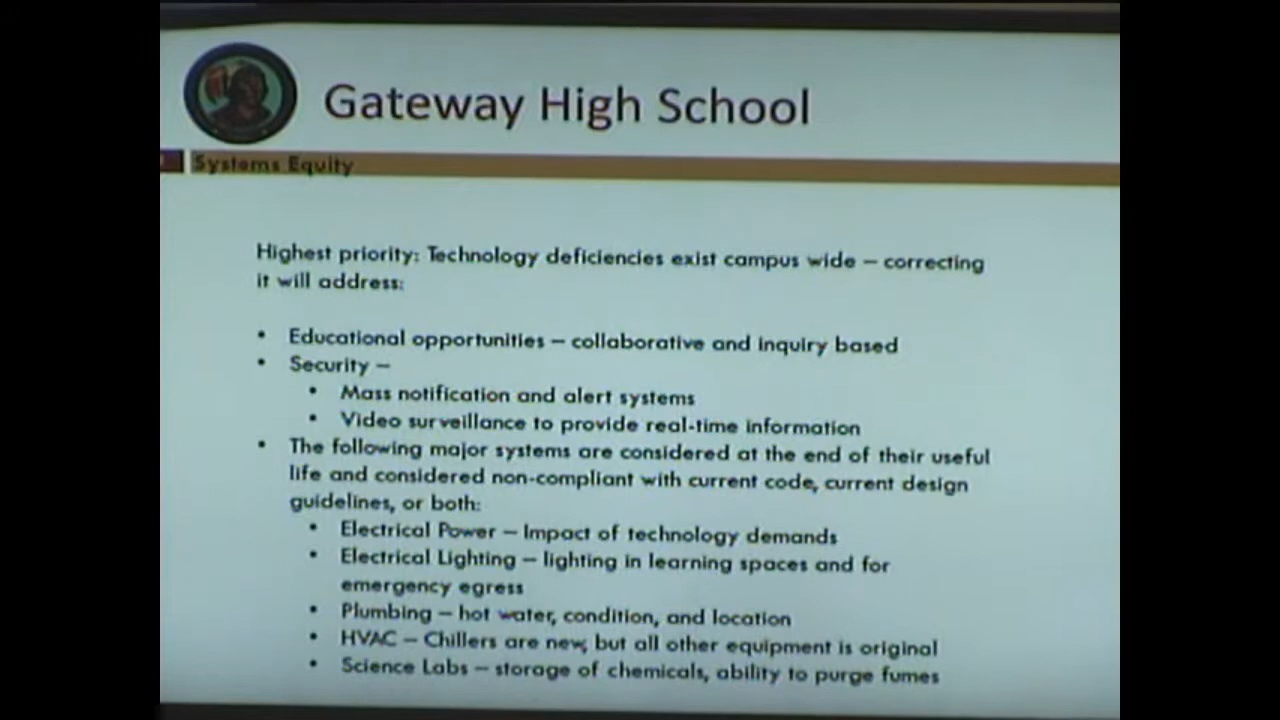 Gateway High School
Systems Equity
Highest priority: Technology deficiencies exist campus wide – correcting
it will address:
• Educational opportunities – collaborative and inquiry based
• Security –
• Mass notification and alert systems
• Video surveillance to provide real-time information
• The following major systems are considered at the end of their useful
life and considered non-compliant with current code, current design
guidelines, or both:
• Electrical Power – Impact of technology demands
• Electrical Lighting – lighting in learning spaces and for
emergency egress
• Plumbing – hot water, condition, and location
• HVAC – Chillers are new, but all other equipment is original
• Science Labs – storage of chemicals, ability to purge fumes